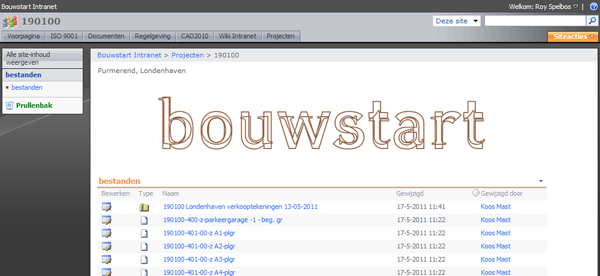 Bouwstart Intranet
Welkom: Roy Spelbos
190100
Deze site
Voorpagina ISO 9001 Documenten Regelgeving CAD2010 Wiki Intranet Projecten
Siteacties
Alle site-inhoud weergeven
bestanden
bestanden
Prullenbak
Bouwstart Intranet > Projecten > 190100
Purmerend, Londenhaven
bouwstart
bestanden
Bewerken Type Naam Gewijzigd Gewijzigd door
190100 Londenhaven verkooptekeningen 13-05-2011 17-5-2011 11:41 Koos Mast
190100-400-z-parkeergarage -1 - beg. gr 17-5-2011 11:22 Koos Mast
190100-401-00-z A1-plgr 17-5-2011 11:22 Koos Mast
190100-401-00-z A2-plgr 17-5-2011 11:22 Koos Mast
190100-401-00-z A3-plgr 17-5-2011 11:22 Koos Mast
190100-401-00-z A4-plgr 17-5-2011 11:22 Koos Mast